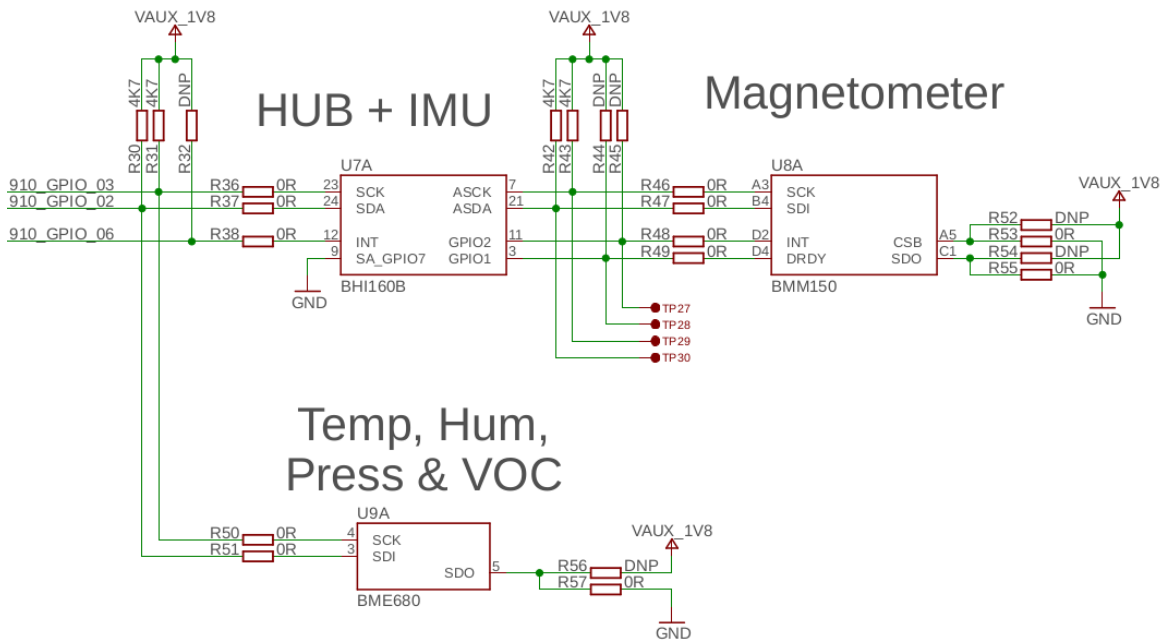 VAUX_1V8
VAUX_1V8
4K7
4K7
DNP
R30
R31
R32
HUB + IMU
4K7
4K7
DNP
DNP
R42
R43
R44
R45
Magnetometer
U7A
910_GPIO_03 R36 0R 23 SCK ASCK 7
910_GPIO_02 R37 0R 24 SDA ASDA 21
910_GPIO_06 R38 0R 12 INT GPIO2 11
9 SA_GPIO7 GPIO1 3
BHI160B
GND
U8A
R46 0R A3 SCK
R47 0R B4 SDI
R48 0R D2 INT CSB A5
R49 0R D4 DRDY SDO C1
BMM150
VAUX_1V8
R52 DNP
R53 0R
R54 DNP
R55 0R
GND
TP27
TP28
TP29
TP30
Temp, Hum,
Press & VOC
U9A
R50 0R 4 SCK
R51 0R 3 SDI
SDO 5
BME680
VAUX_1V8
R56 DNP
R57 0R
GND